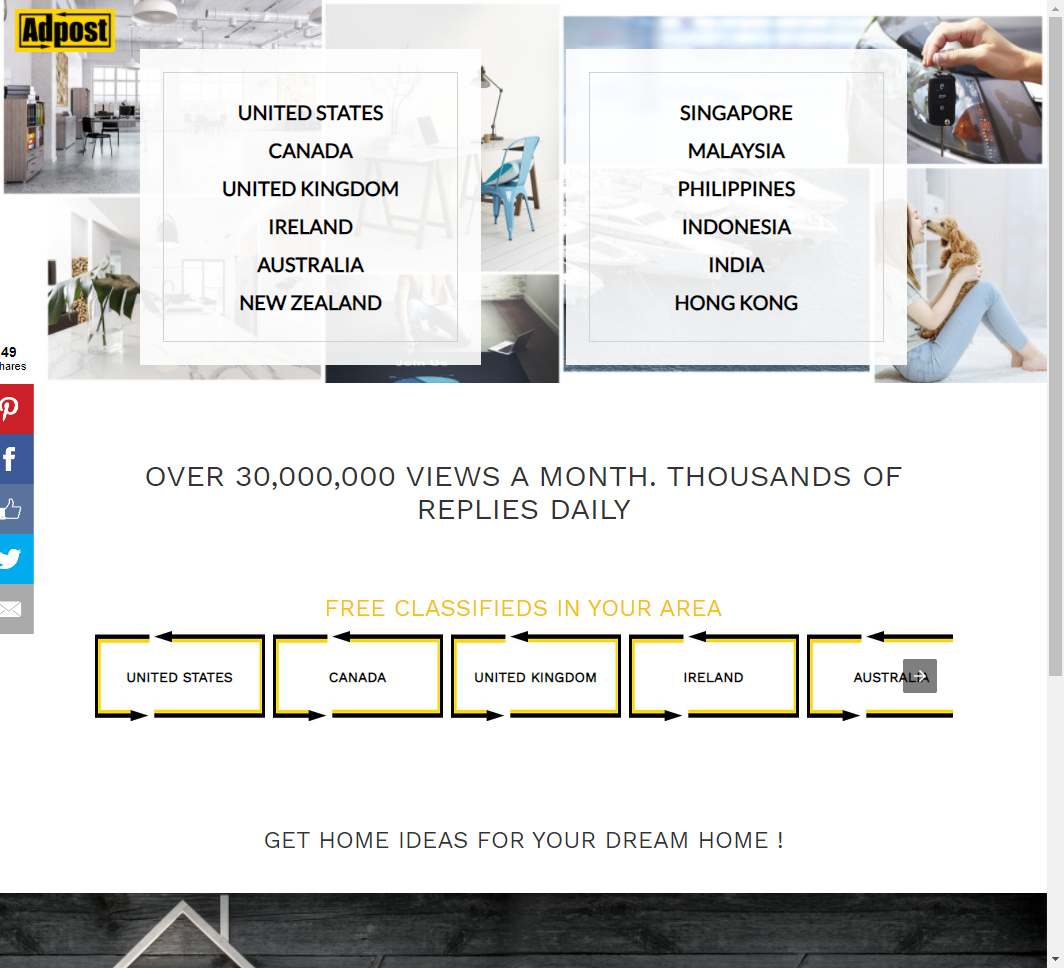 Adpost
UNITED STATES
CANADA
UNITED KINGDOM
IRELAND
AUSTRALIA
NEW ZEALAND
SINGAPORE
MALAYSIA
PHILIPPINES
INDONESIA
INDIA
HONG KONG
Join Us
49
hares
OVER 30,000,000 VIEWS A MONTH. THOUSANDS OF
REPLIES DAILY
FREE CLASSIFIEDS IN YOUR AREA
UNITED STATES
CANADA
UNITED KINGDOM
IRELAND
AUSTRALIA
GET HOME IDEAS FOR YOUR DREAM HOME !